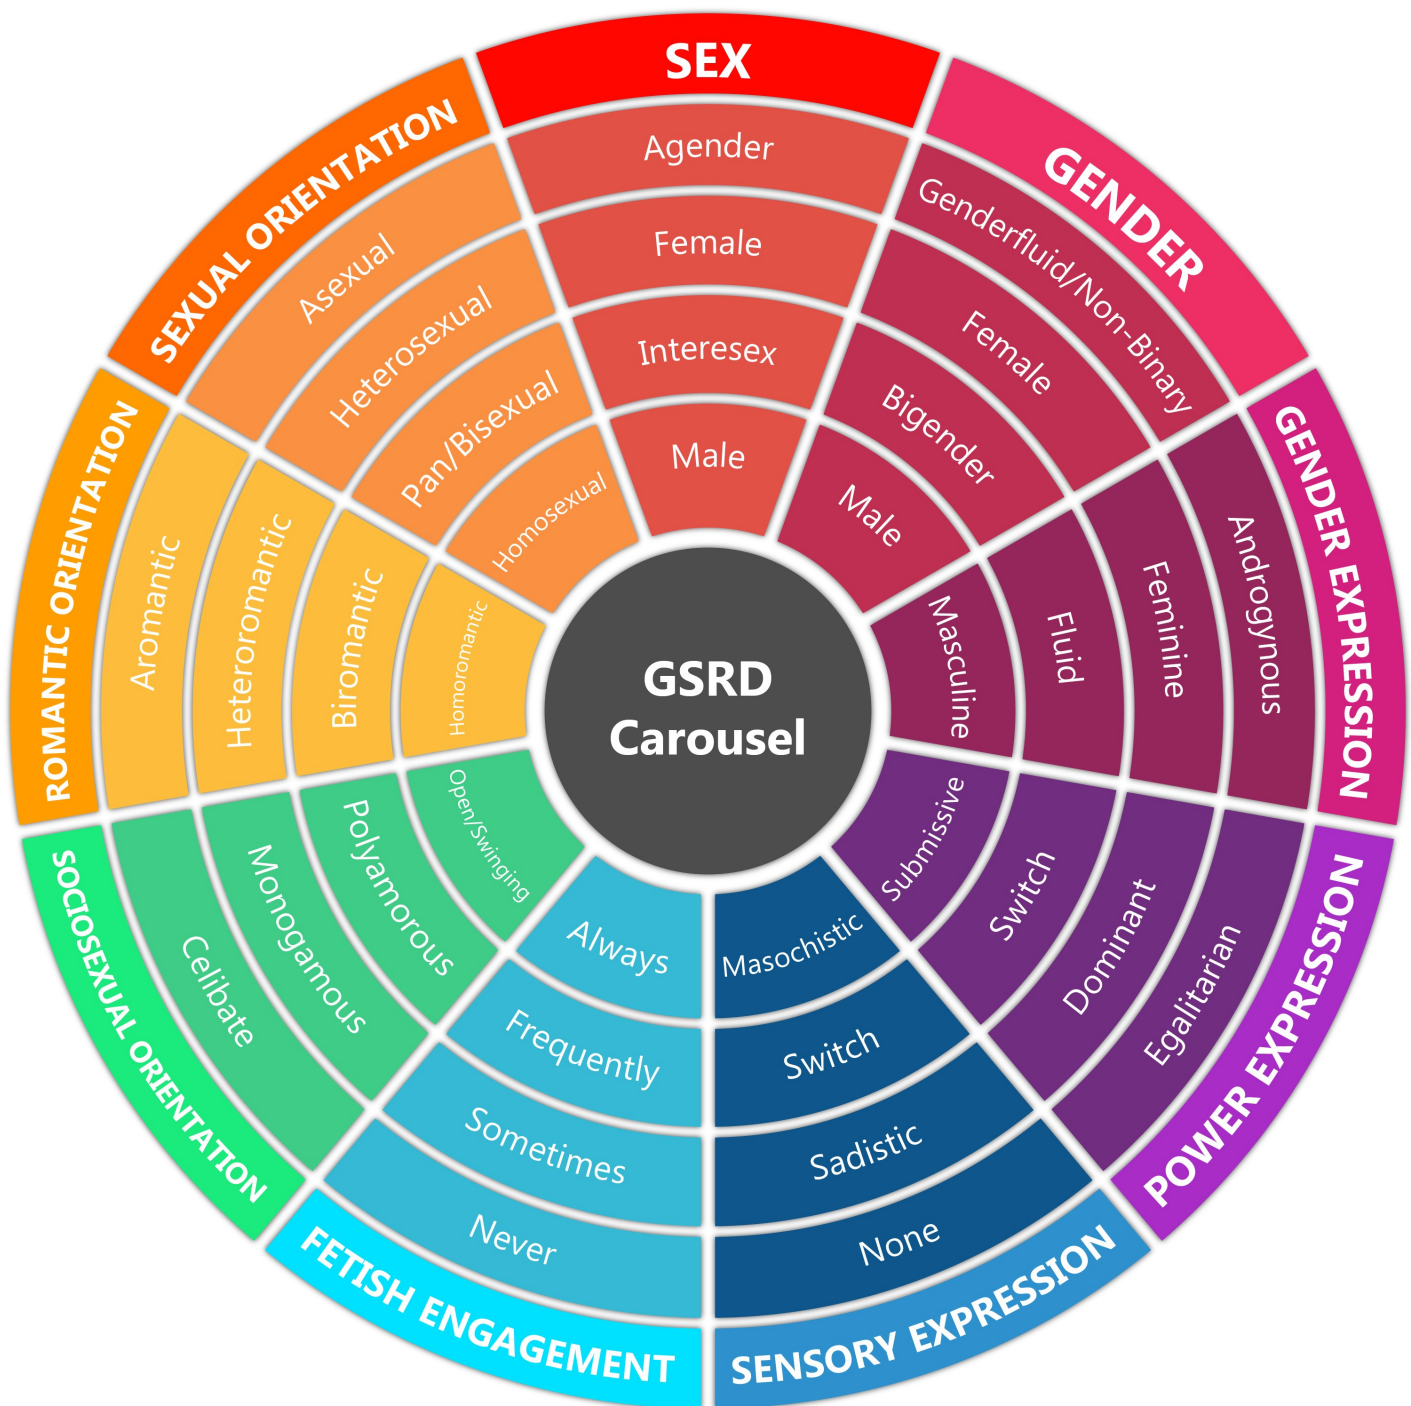 SEX
Agender
Female
Interesex
Male
GENDER
Genderfluid/Non-Binary
Female
Bigender
Male
GENDER EXPRESSION
Androgynous
Feminine
Fluid
Masculine
POWER EXPRESSION
Egalitarian
Dominant
Switch
Submissive
SENSORY EXPRESSION
None
Sadistic
Switch
Masochistic
FETISH ENGAGEMENT
Never
Sometimes
Frequently
Always
SOCIOSEXUAL ORIENTATION
Celibate
Monogamous
Polyamorous
Open/Swinging
ROMANTIC ORIENTATION
Aromantic
Heteroromantic
Biromantic
Homoromantic
SEXUAL ORIENTATION
Asexual
Heterosexual
Pan/Bisexual
Homosexual
GSRD
Carousel